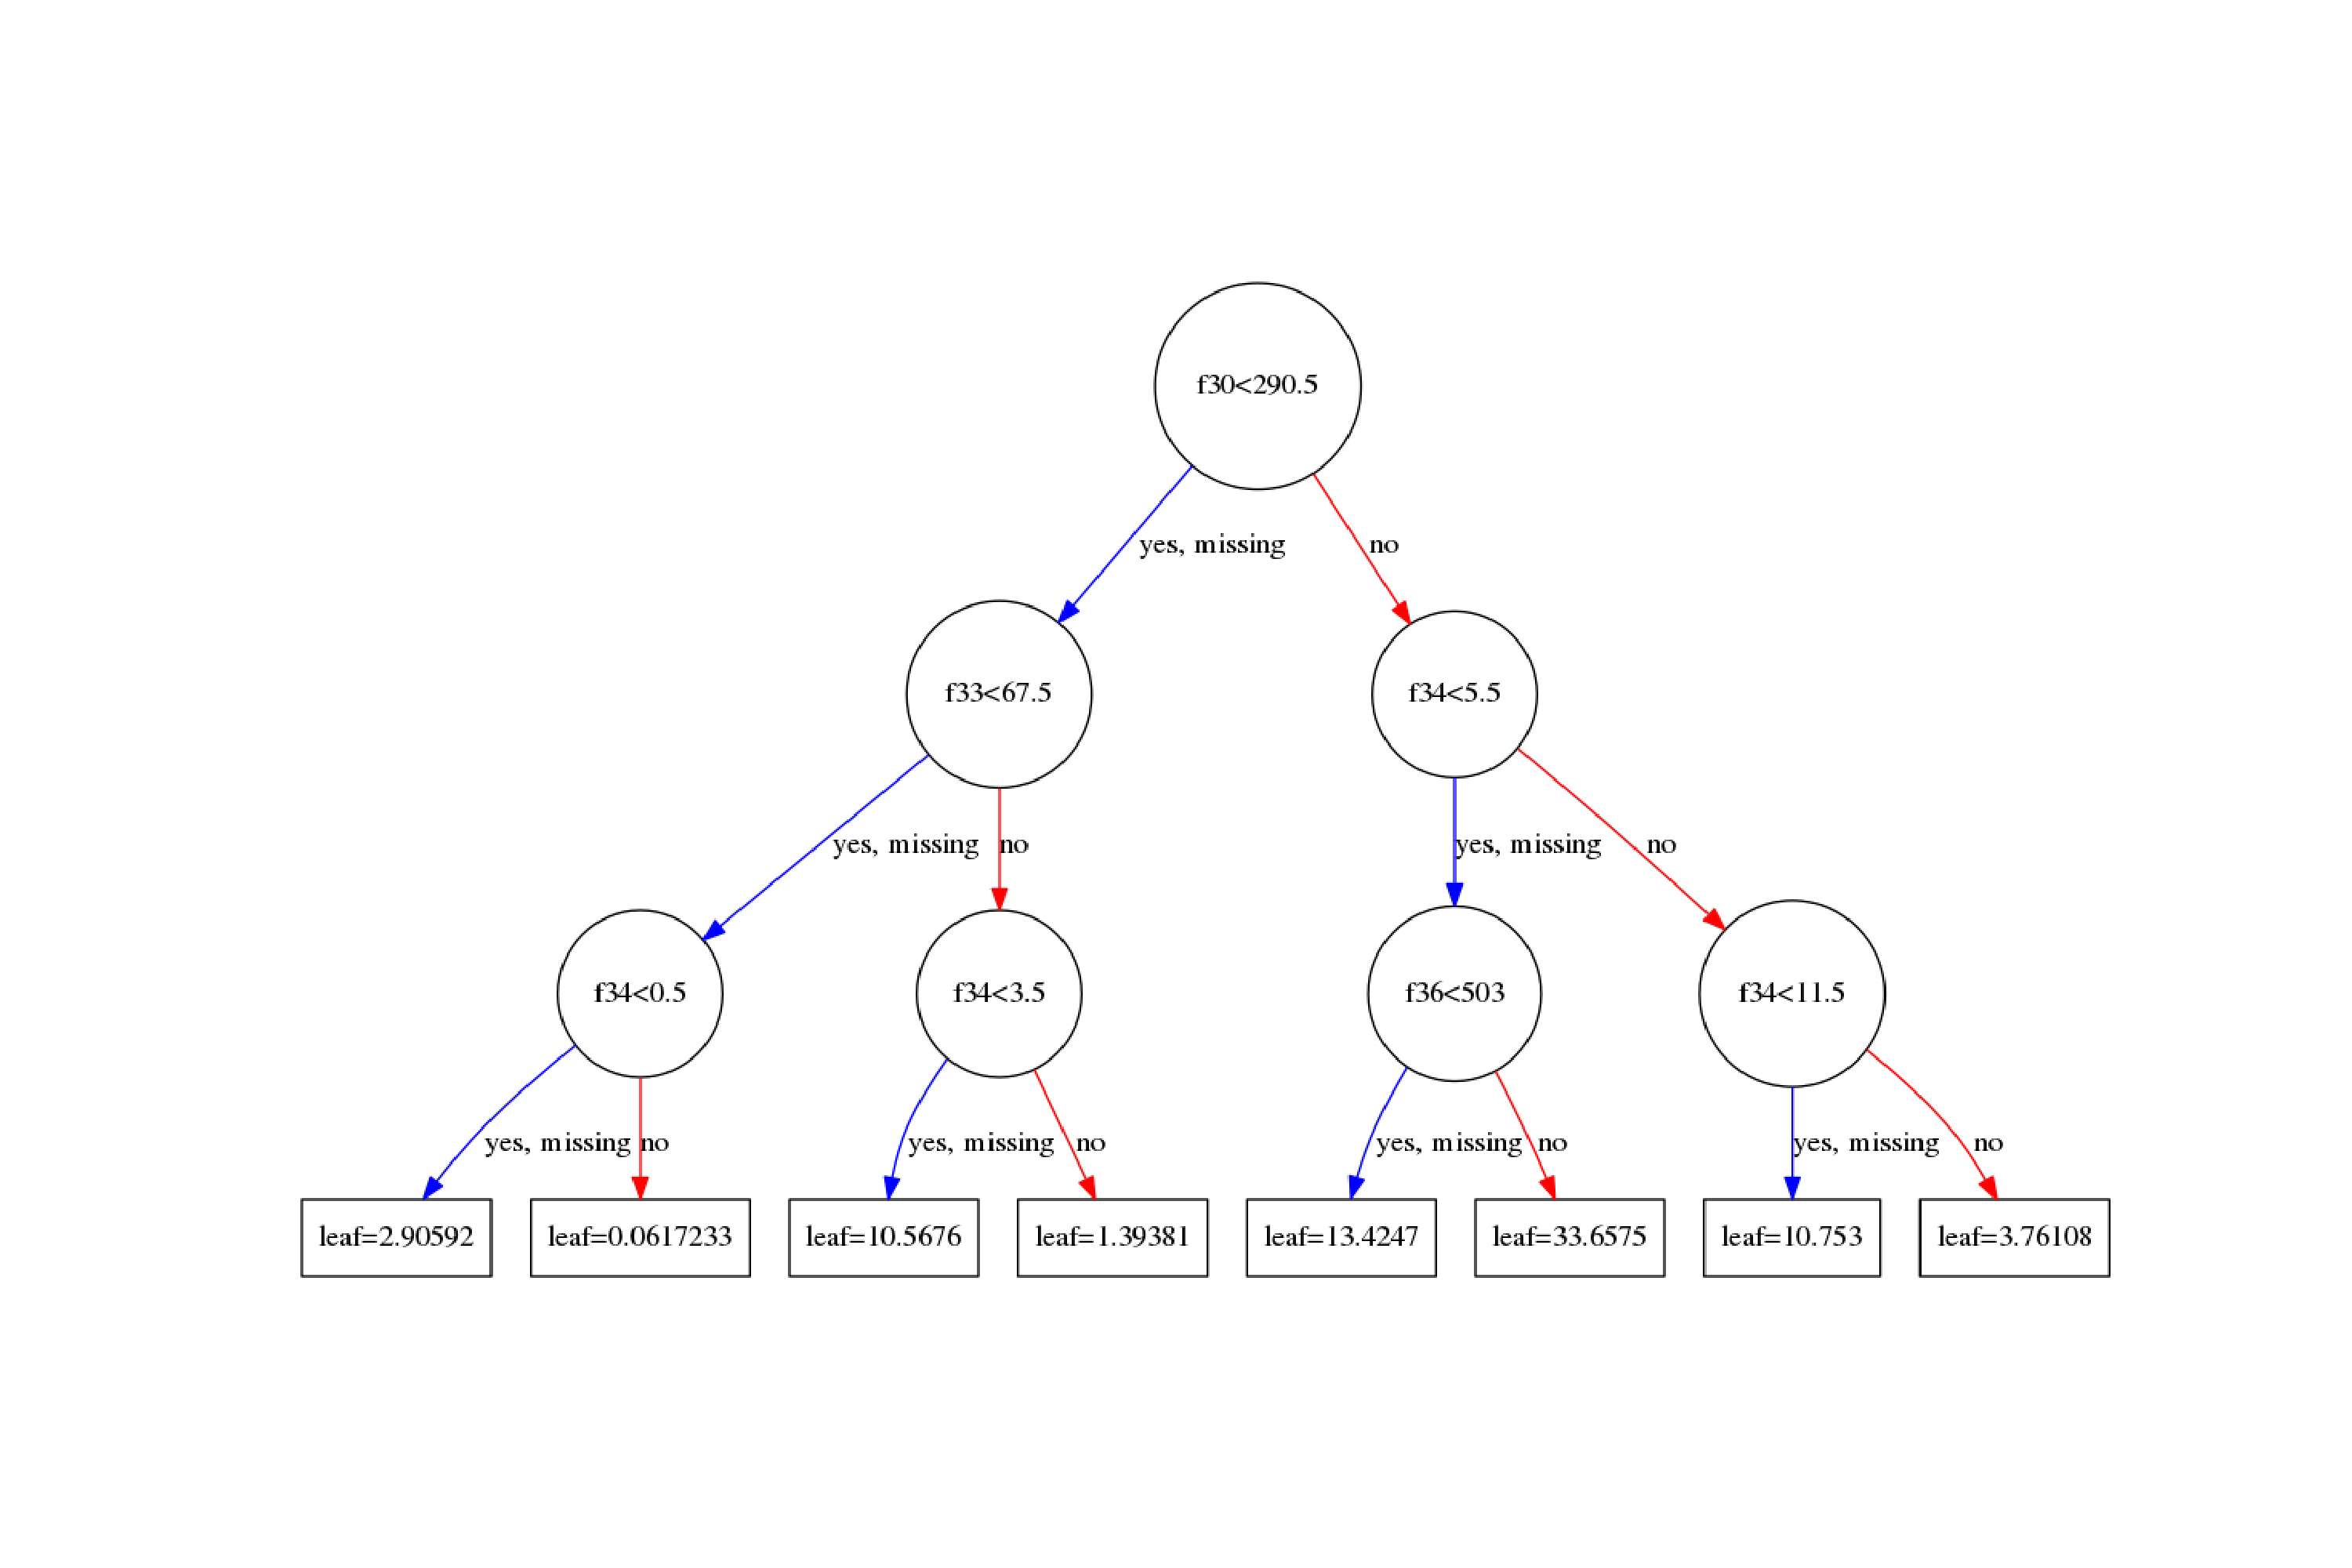 f30<290.5
yes, missing
no
f33<67.5
f34<5.5
yes, missing
no
yes, missing
no
f34<0.5
f34<3.5
f36<503
f34<11.5
yes, missing
no
yes, missing
no
yes, missing
no
yes, missing
no
leaf=2.90592
leaf=0.0617233
leaf=10.5676
leaf=1.39381
leaf=13.4247
leaf=33.6575
leaf=10.753
leaf=3.76108